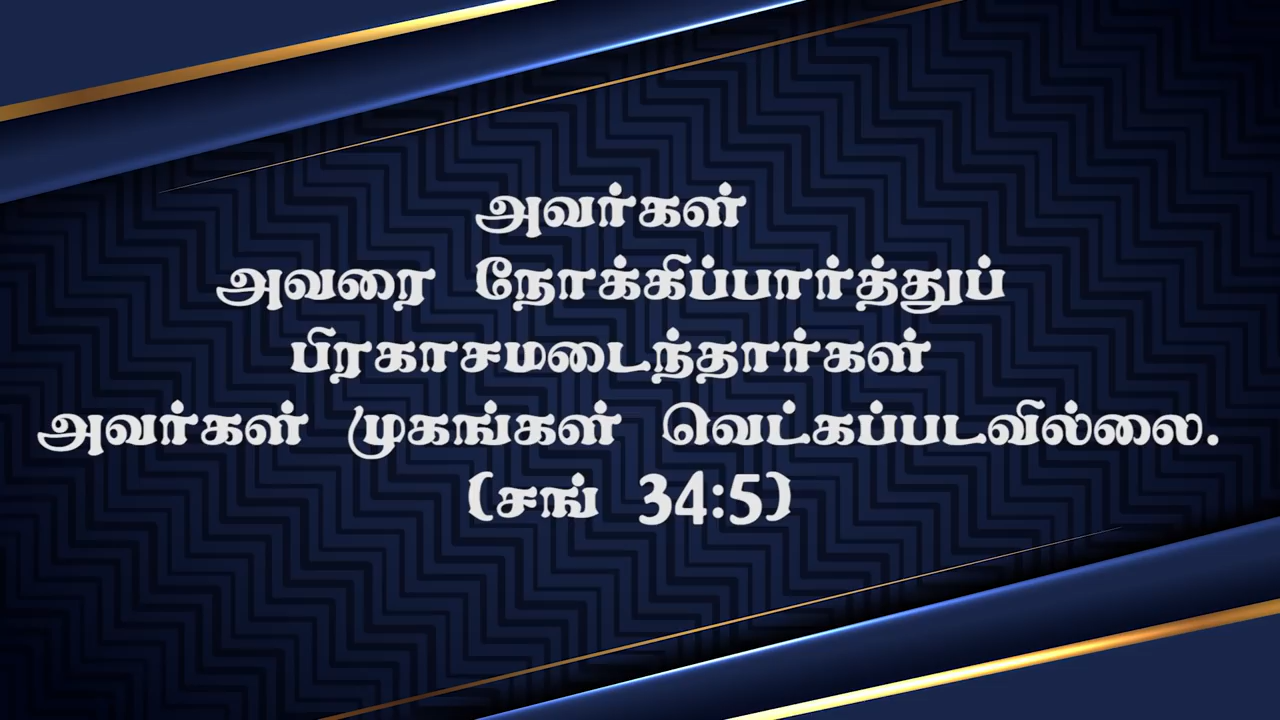 அவர்கள்
அவரை நோக்கிப்பார்த்துப்
பிரகாசமடைந்தார்கள்
அவர்கள் முகங்கள் வெட்கப்படவில்லை.
(சங் 34:5)